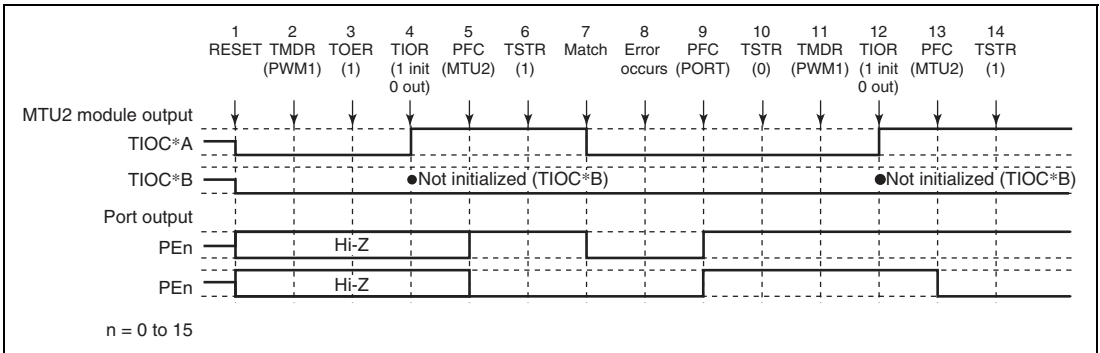 1 2 3 4 5 6 7 8 9 10 11 12 13 14
RESET TMDR TOER TIOR PFC TSTR Match Error PFC TSTR TMDR TIOR PFC TSTR
(PWM1) (1) (1 init (MTU2) (1) occurs (PORT) (0) (PWM1) (1 init (MTU2) (1)
0 out) 0 out)
MTU2 module output
TIOC*A
TIOC*B ●Not initialized (TIOC*B) ●Not initialized (TIOC*B)
Port output
PEn Hi-Z
PEn Hi-Z
n = 0 to 15